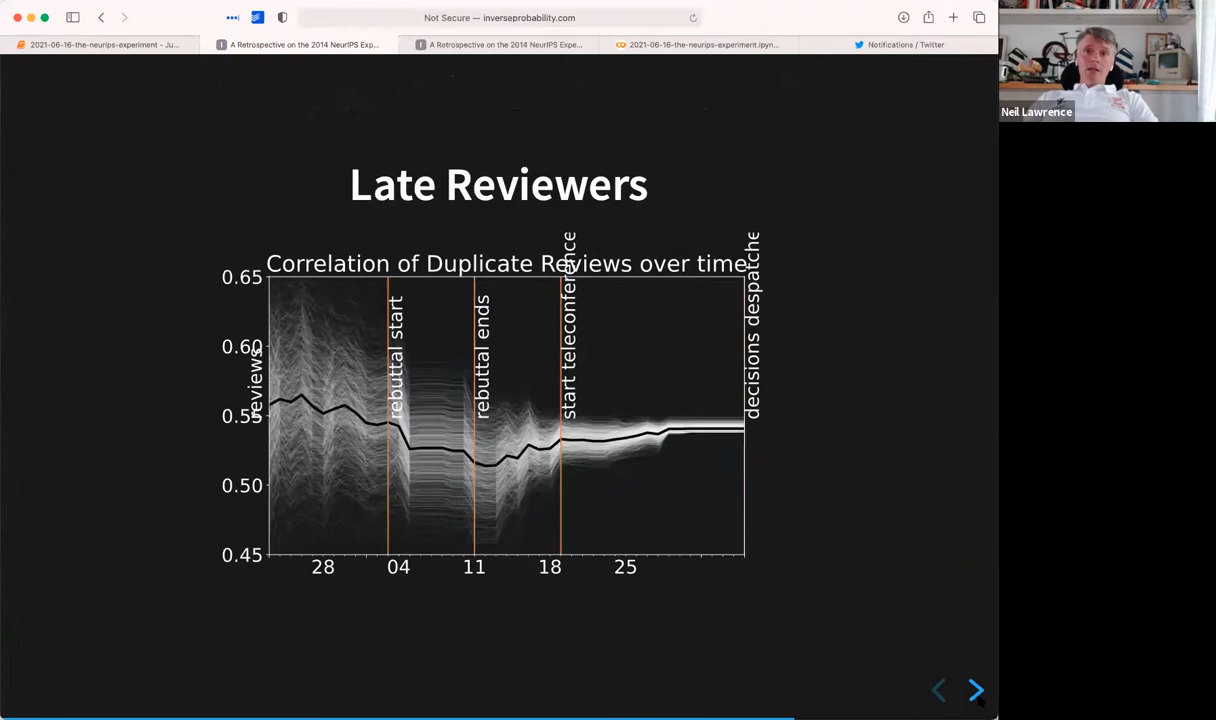 Not Secure — inverseprobability.com
2021-06-16-the-neurips-experiment - Ju...
A Retrospective on the 2014 NeurIPS Exp...
A Retrospective on the 2014 NeurIPS Expe...
2021-06-16-the-neurips-experiment.ipyn...
Notifications / Twitter
Neil Lawrence
Late Reviewers
Correlation of Duplicate Reviews over time
0.65
0.60
0.55
0.50
0.45
reviews
rebuttal start
rebuttal ends
start teleconference
decisions despatche
28
04
11
18
25